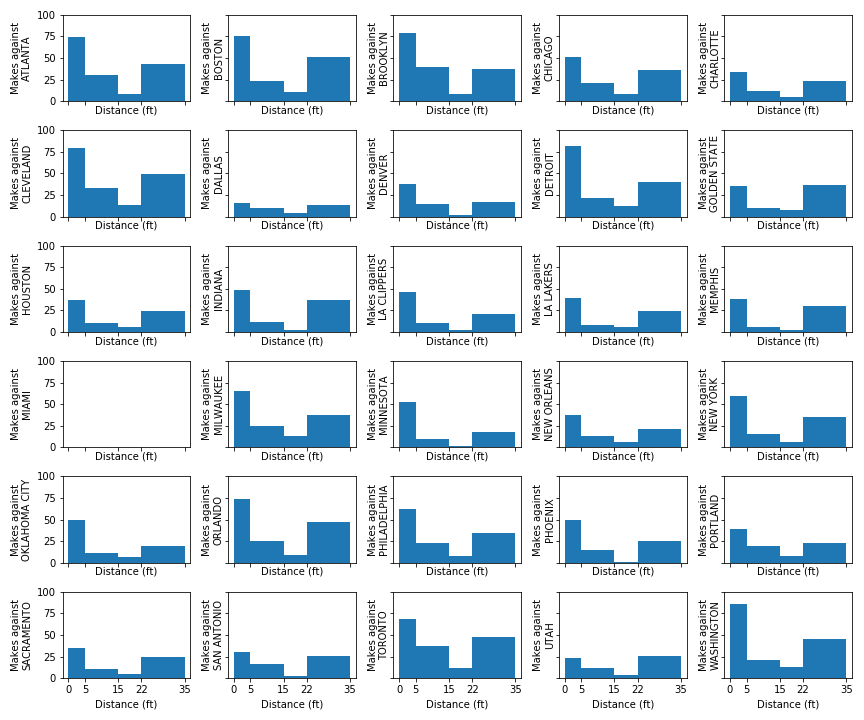 100
75
50
25
0
Makes against
ATLANTA
Distance (ft)
Makes against
BOSTON
Distance (ft)
Makes against
BROOKLYN
Distance (ft)
Makes against
CHICAGO
Distance (ft)
Makes against
CHARLOTTE
Distance (ft)
100
75
50
25
0
Makes against
CLEVELAND
Distance (ft)
Makes against
DALLAS
Distance (ft)
Makes against
DENVER
Distance (ft)
Makes against
DETROIT
Distance (ft)
Makes against
GOLDEN STATE
Distance (ft)
100
75
50
25
0
Makes against
HOUSTON
Distance (ft)
Makes against
INDIANA
Distance (ft)
Makes against
LA CLIPPERS
Distance (ft)
Makes against
LA LAKERS
Distance (ft)
Makes against
MEMPHIS
Distance (ft)
100
75
50
25
0
Makes against
MIAMI
Distance (ft)
Makes against
MILWAUKEE
Distance (ft)
Makes against
MINNESOTA
Distance (ft)
Makes against
NEW ORLEANS
Distance (ft)
Makes against
NEW YORK
Distance (ft)
100
75
50
25
0
Makes against
OKLAHOMA CITY
Distance (ft)
Makes against
ORLANDO
Distance (ft)
Makes against
PHILADELPHIA
Distance (ft)
Makes against
PHOENIX
Distance (ft)
Makes against
PORTLAND
Distance (ft)
100
75
50
25
0
Makes against
SACRAMENTO
0 5 15 22 35
Distance (ft)
Makes against
SAN ANTONIO
0 5 15 22 35
Distance (ft)
Makes against
TORONTO
0 5 15 22 35
Distance (ft)
Makes against
UTAH
0 5 15 22 35
Distance (ft)
Makes against
WASHINGTON
0 5 15 22 35
Distance (ft)